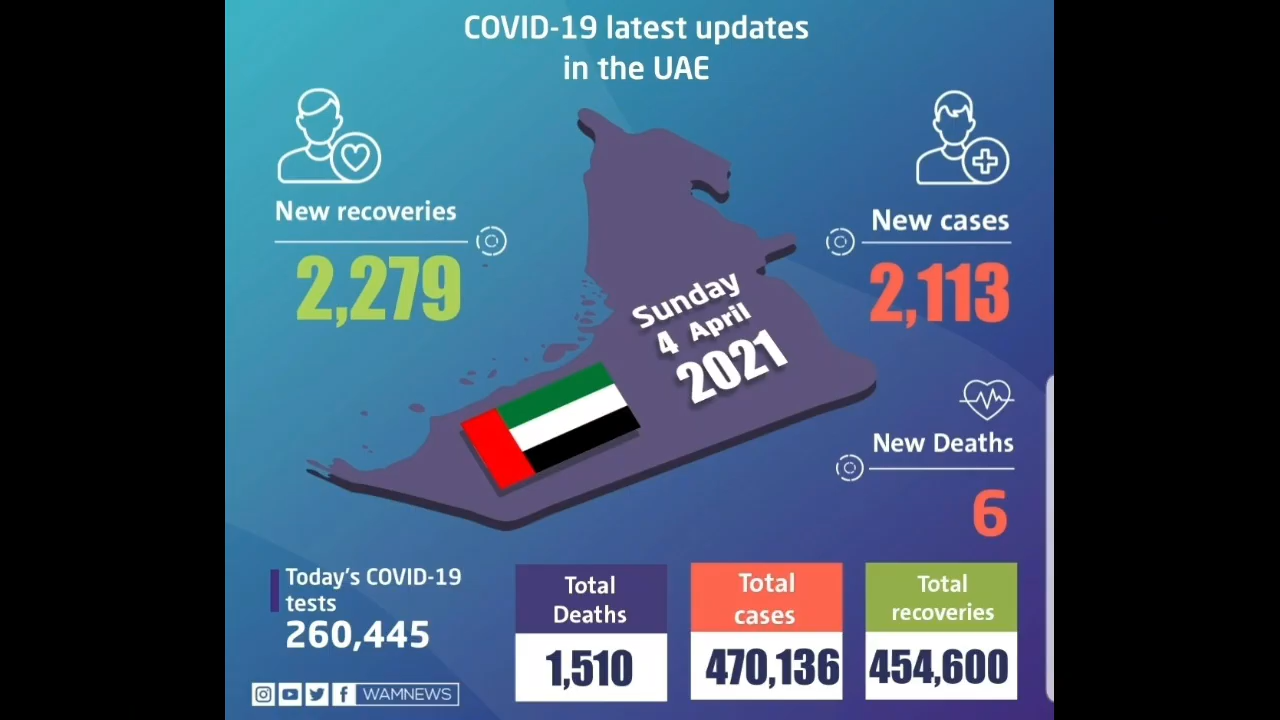 COVID-19 latest updates
in the UAE
New recoveries
2,279
New cases
2,113
Sunday
4 April
2021
New Deaths
6
Today's COVID-19
tests
260,445
Total
Deaths
1,510
Total
cases
470,136
Total
recoveries
454,600
WAMNEWS